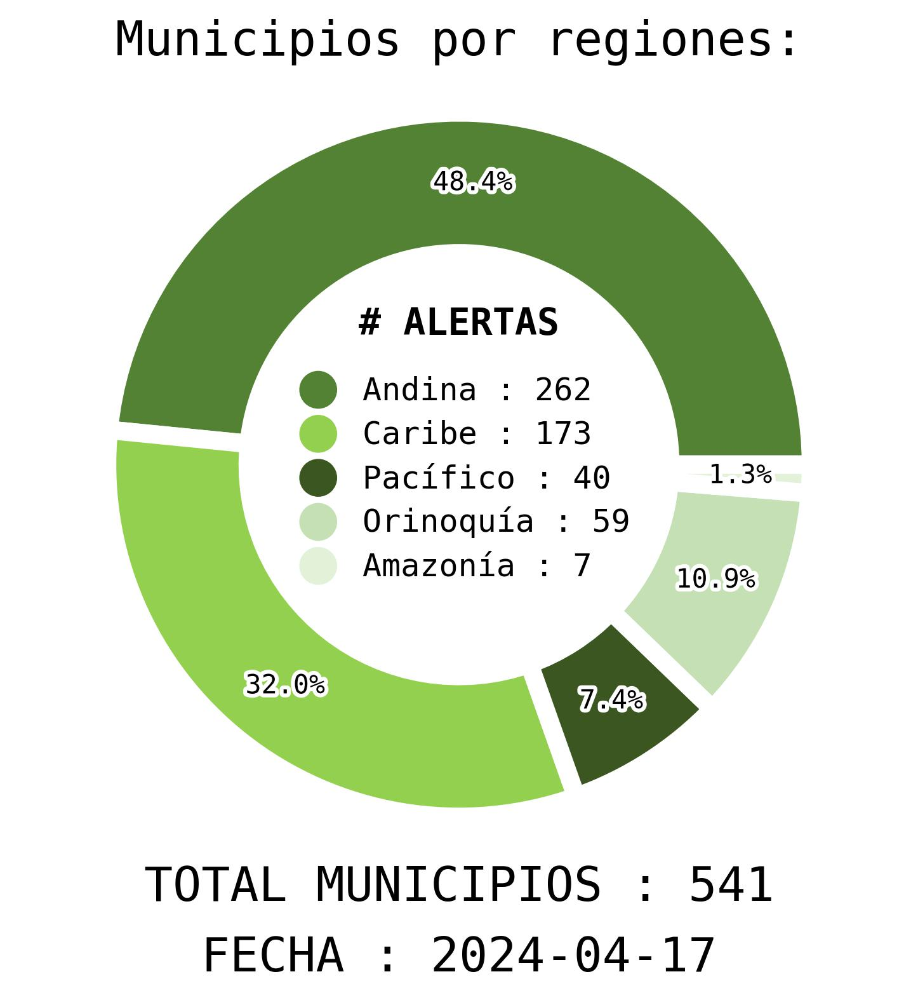 Municipios por regiones:
48.4%
# ALERTAS
Andina : 262
Caribe : 173
Pacífico : 40
Orinoquía : 59
Amazonía : 7
1.3%
10.9%
32.0%
7.4%
TOTAL MUNICIPIOS : 541
FECHA : 2024-04-17